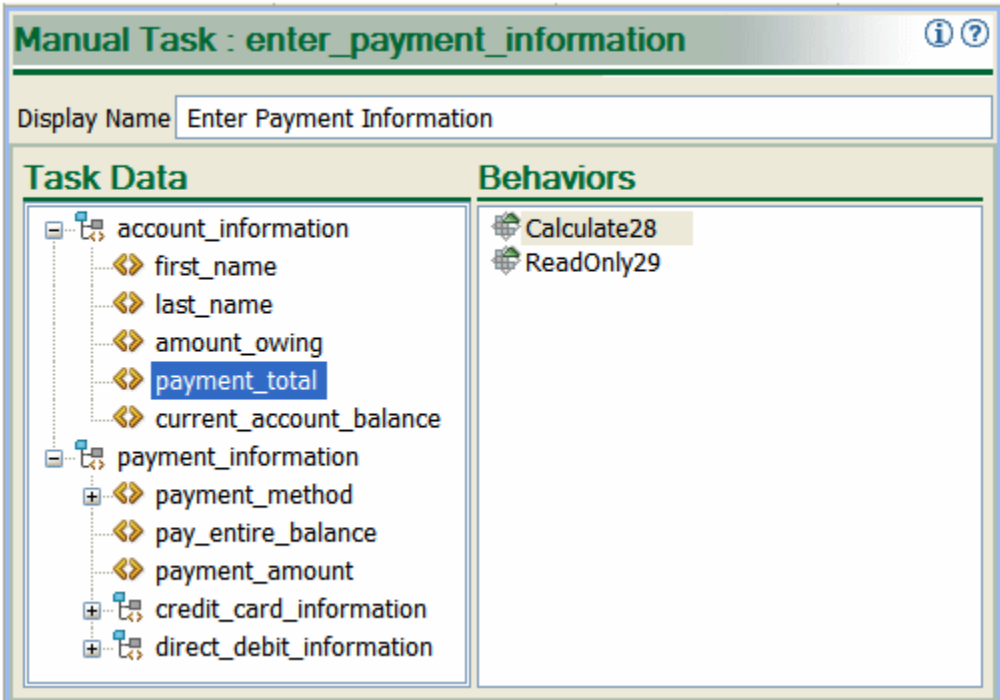 Manual Task : enter_payment_information
Display Name Enter Payment Information
Task Data
account_information
first_name
last_name
amount_owing
payment_total
current_account_balance
payment_information
payment_method
pay_entire_balance
payment_amount
credit_card_information
direct_debit_information
Behaviors
Calculate28
ReadOnly29